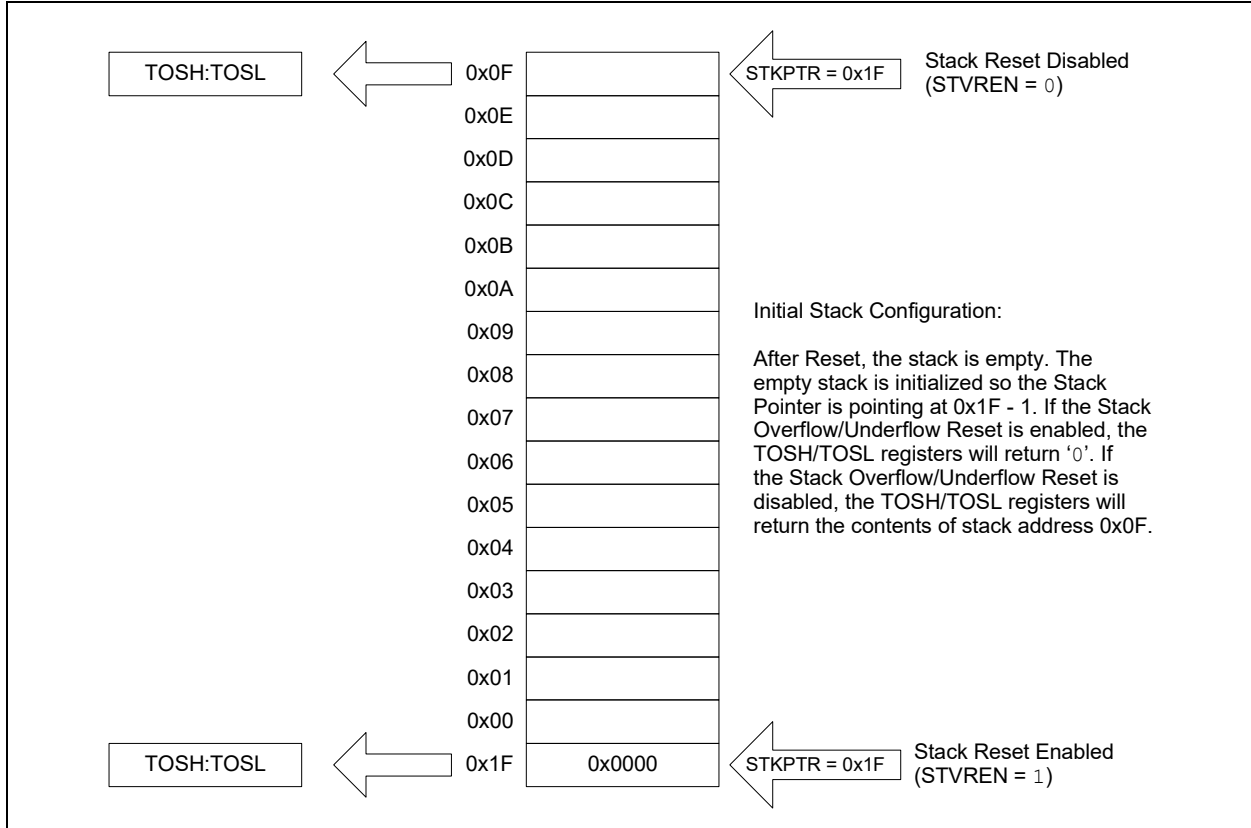 TOSH:TOSL
0x0F
STKPTR = 0x1F
Stack Reset Disabled
(STVREN = 0)
0x0E
0x0D
0x0C
0x0B
0x0A
0x09
0x08
0x07
0x06
0x05
0x04
0x03
0x02
0x01
0x00
Initial Stack Configuration:
After Reset, the stack is empty. The
empty stack is initialized so the Stack
Pointer is pointing at 0x1F - 1. If the Stack
Overflow/Underflow Reset is enabled, the
TOSH/TOSL registers will return ‘0’. If
the Stack Overflow/Underflow Reset is
disabled, the TOSH/TOSL registers will
return the contents of stack address 0x0F.
TOSH:TOSL
0x1F
0x0000
STKPTR = 0x1F
Stack Reset Enabled
(STVREN = 1)